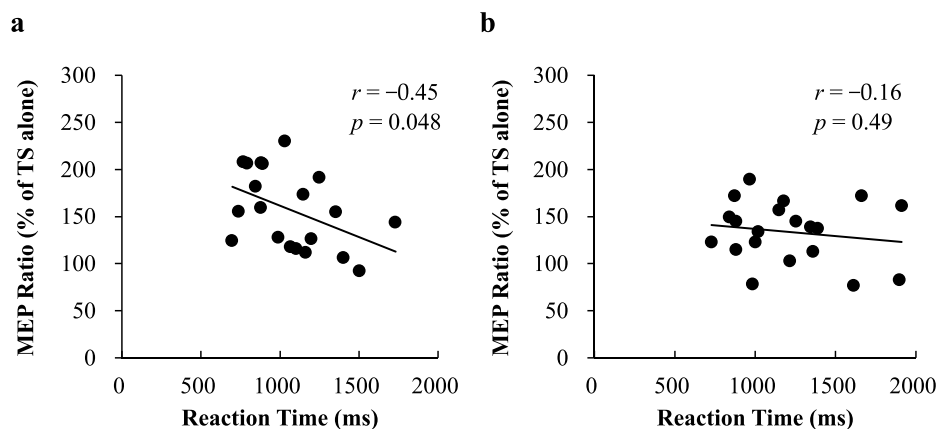 a
MEP Ratio (% of TS alone)
300
250
200
150
100
50
0
r = −0.45
p = 0.048
0 500 1000 1500 2000
Reaction Time (ms)
b
MEP Ratio (% of TS alone)
300
250
200
150
100
50
0
r = −0.16
p = 0.49
0 500 1000 1500 2000
Reaction Time (ms)